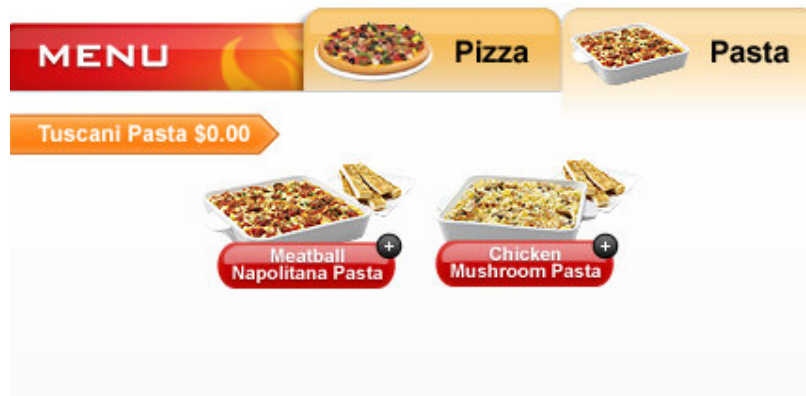 MENU
Pizza
Pasta
Tuscani Pasta $0.00
Meatball
Napolitana Pasta
Chicken
Mushroom Pasta